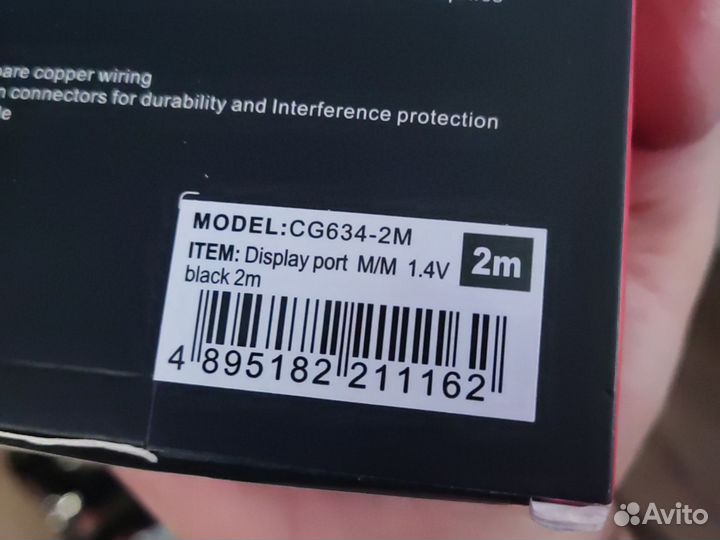 bare copper wiring
connectors for durability and Interference protection
MODEL:CG634-2M
ITEM: Display port M/M 1.4V
black 2m
2m
4 895182 211162
Avito